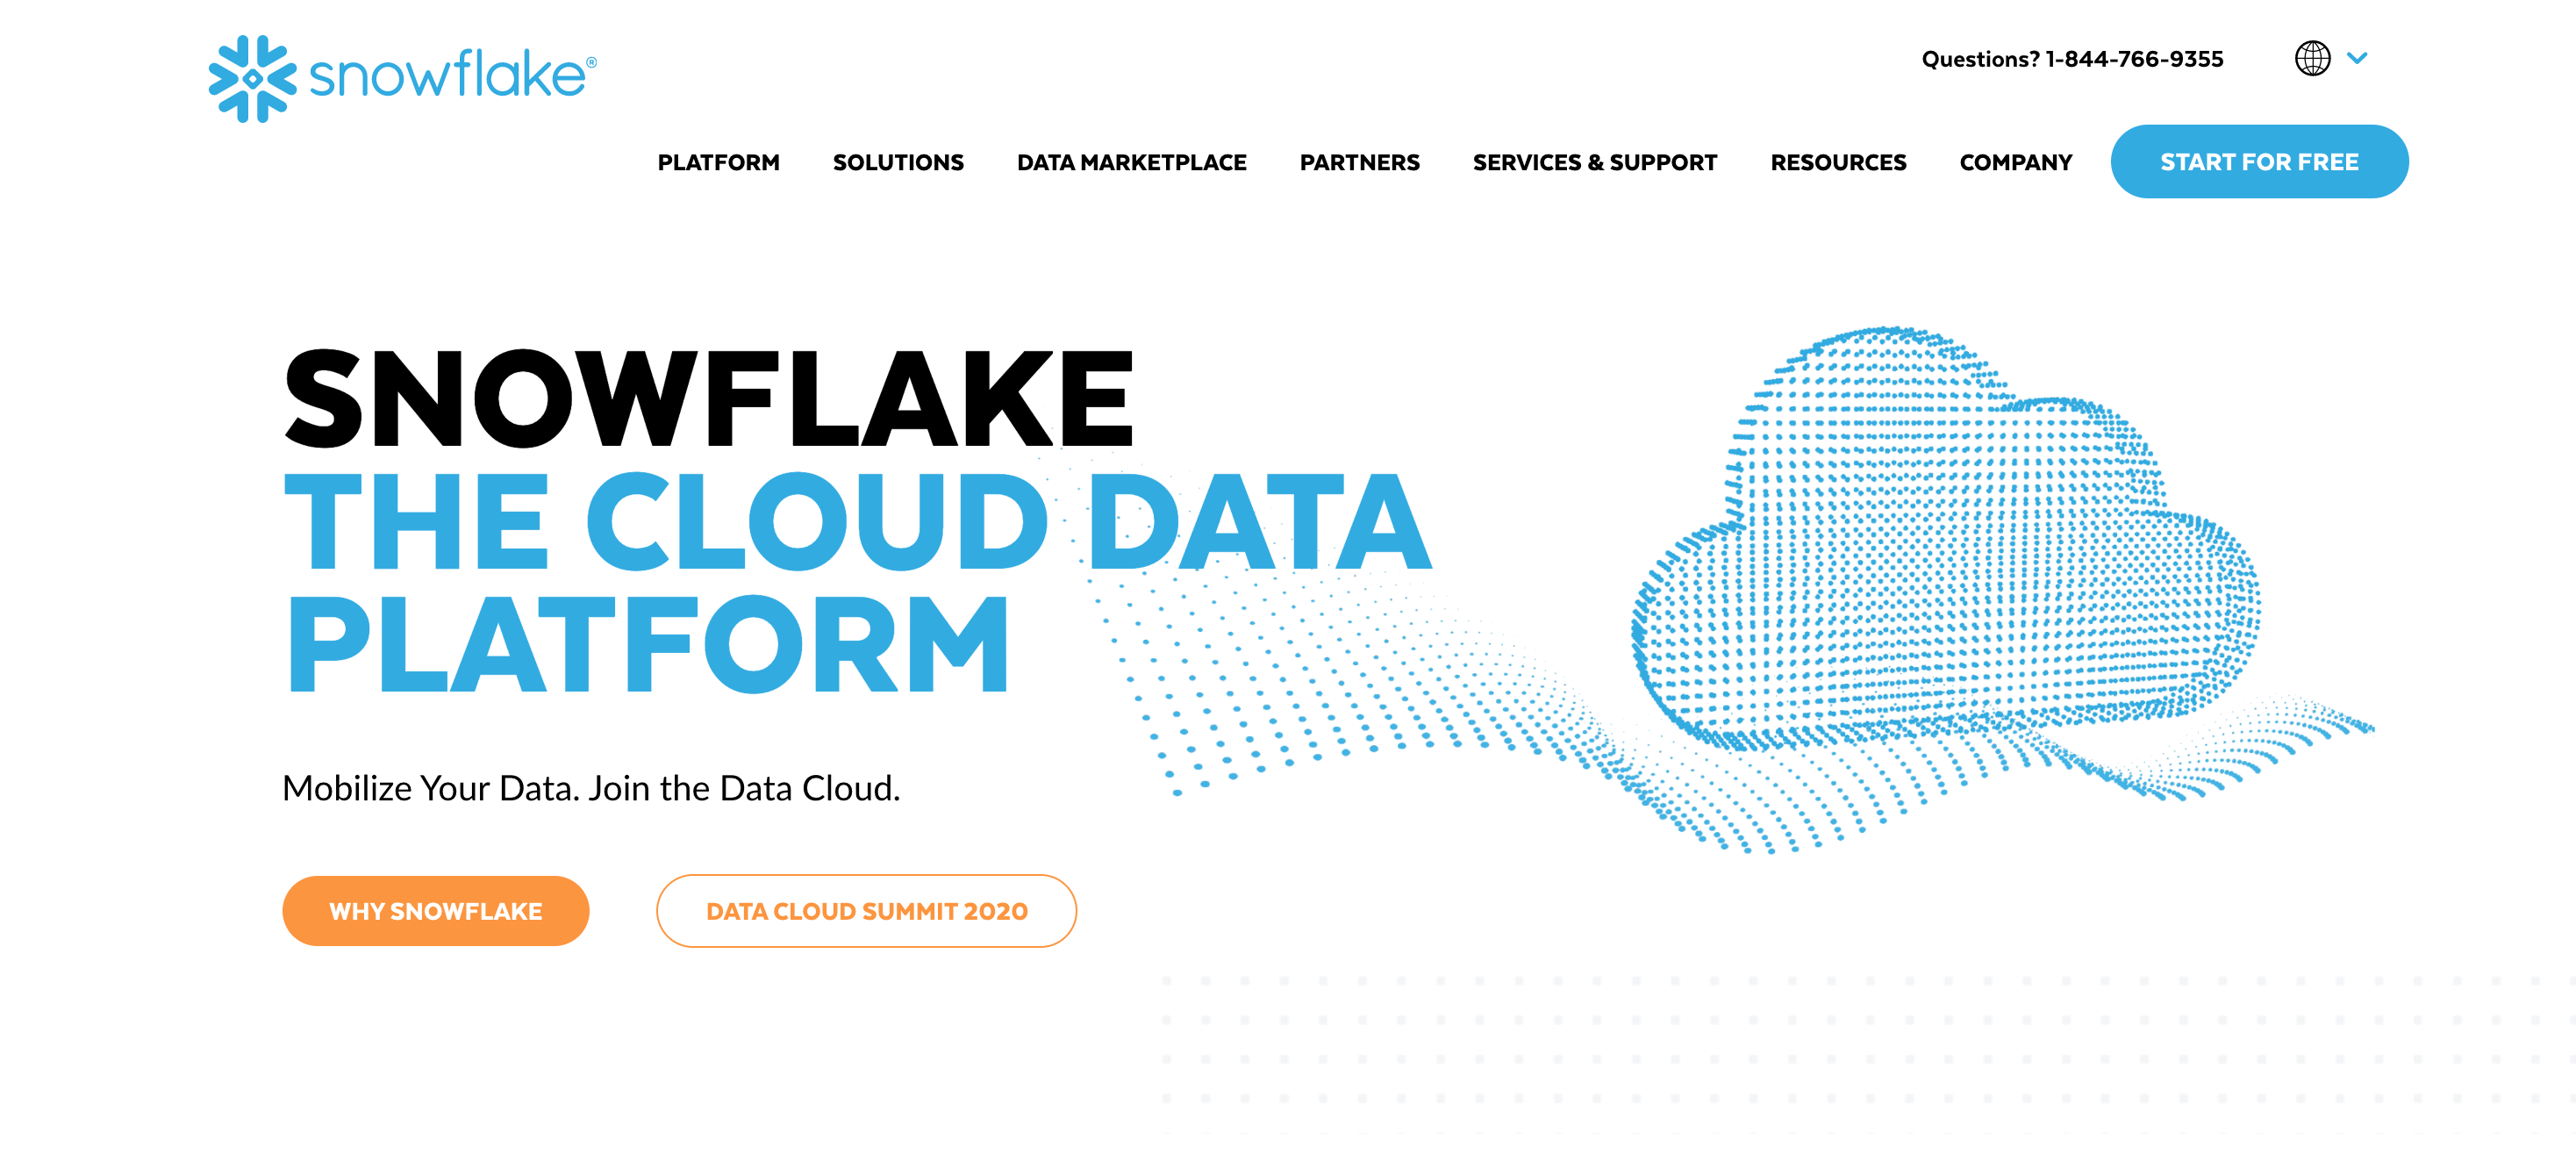 snowflake®
Questions? 1-844-766-9355
PLATFORM SOLUTIONS DATA MARKETPLACE PARTNERS SERVICES & SUPPORT RESOURCES COMPANY START FOR FREE
SNOWFLAKE
THE CLOUD DATA
PLATFORM
Mobilize Your Data. Join the Data Cloud.
WHY SNOWFLAKE DATA CLOUD SUMMIT 2020